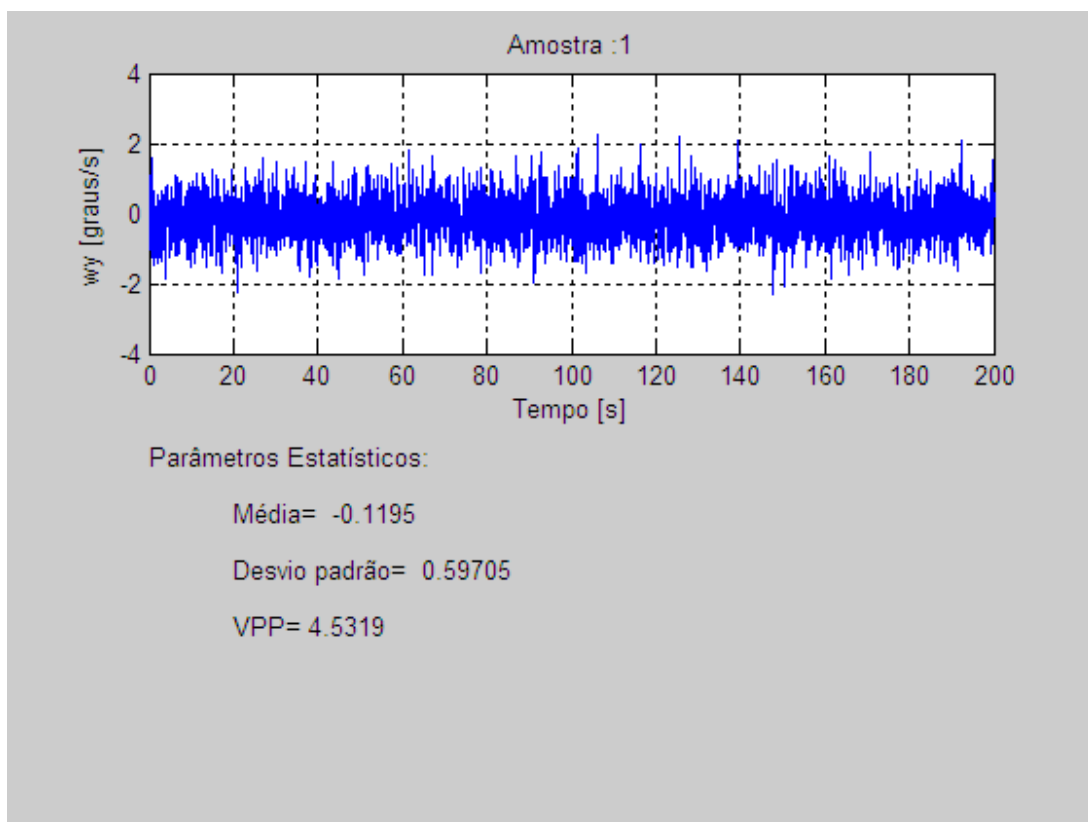 Amostra :1
4
2
0
-2
-4
wy [graus/s]
0 20 40 60 80 100 120 140 160 180 200
Tempo [s]
Parâmetros Estatísticos:
Média= -0.1195
Desvio padrão= 0.59705
VPP= 4.5319